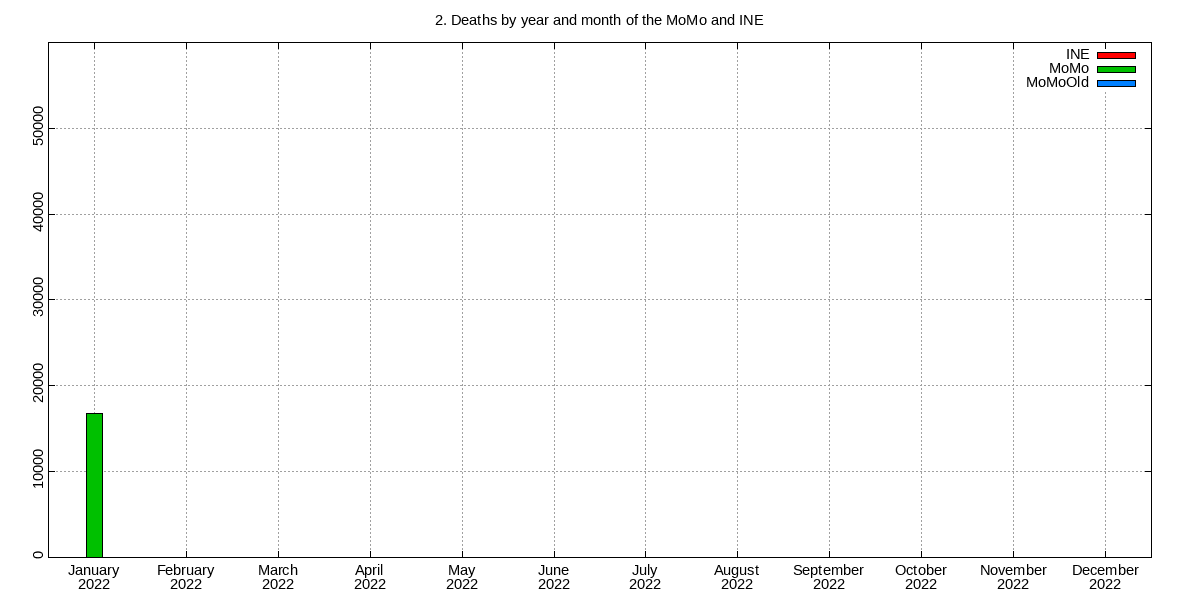 2. Deaths by year and month of the MoMo and INE
INE
MoMo
MoMoOld
50000
40000
30000
20000
10000
0
January February March April May June July August September October November December
2022 2022 2022 2022 2022 2022 2022 2022 2022 2022 2022 2022